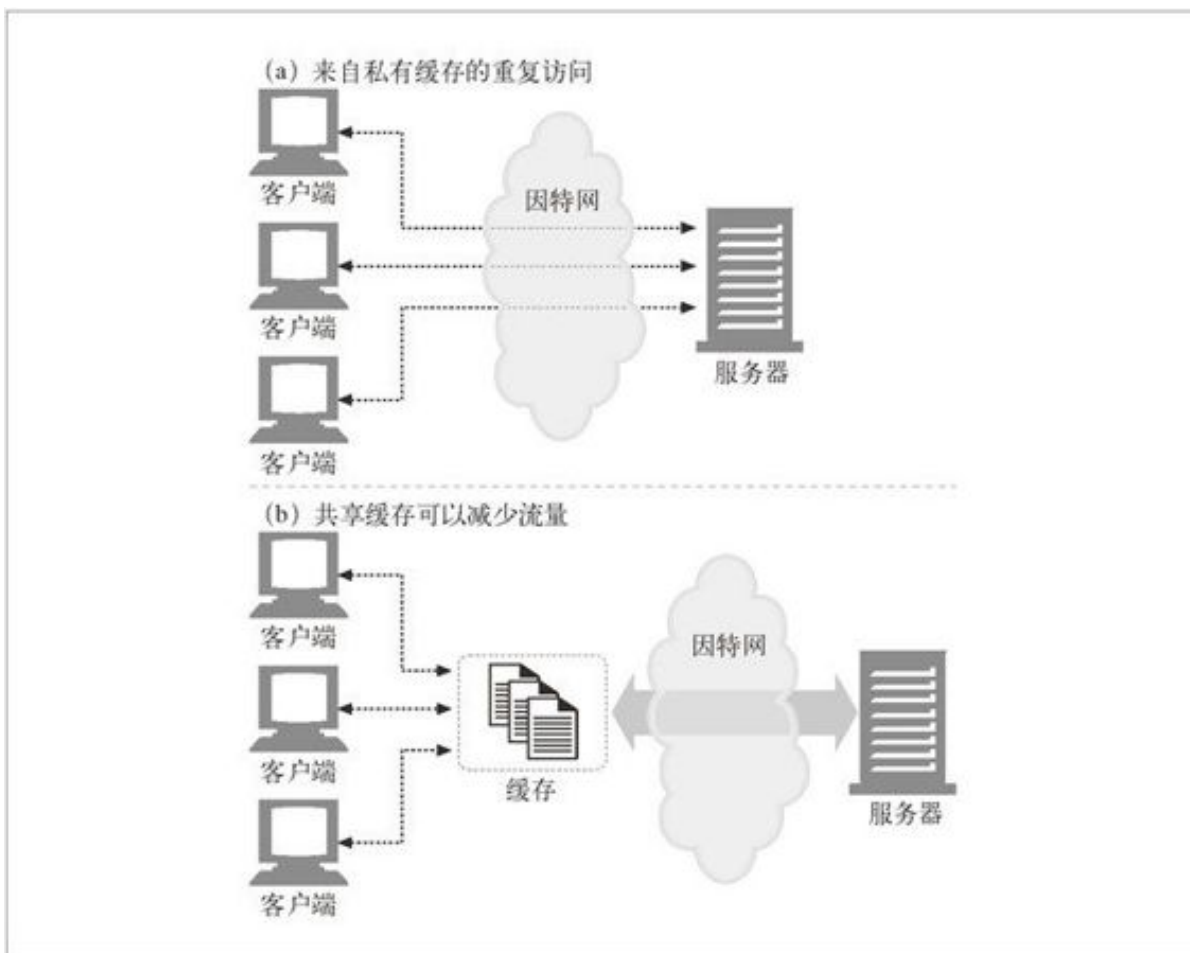 （a）来自私有缓存的重复访问
客户端
因特网
客户端
服务器
客户端
（b）共享缓存可以减少流量
客户端
因特网
客户端
缓存
服务器
客户端